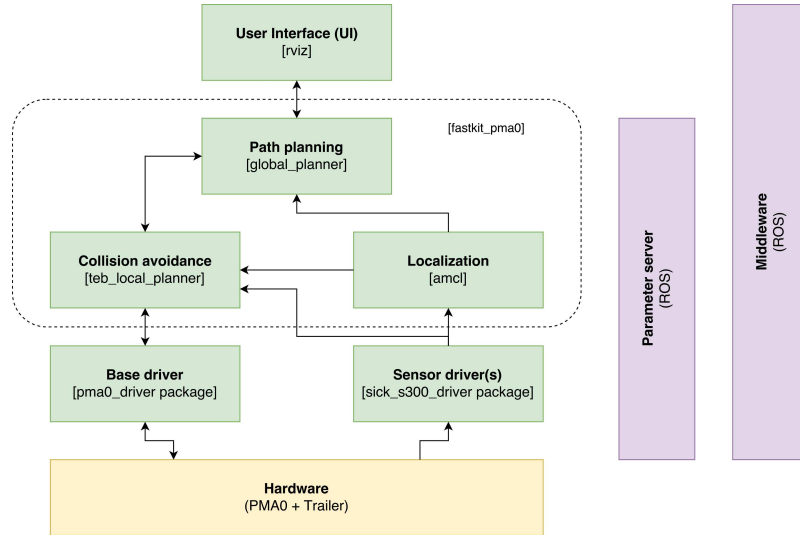 User Interface (UI)
[rviz]
[fastkit_pma0]
Path planning
[global_planner]
Collision avoidance
[teb_local_planner]
Localization
[amcl]
Base driver
[pma0_driver package]
Sensor driver(s)
[sick_s300_driver package]
Hardware
(PMA0 + Trailer)
Parameter server
(ROS)
Middleware
(ROS)